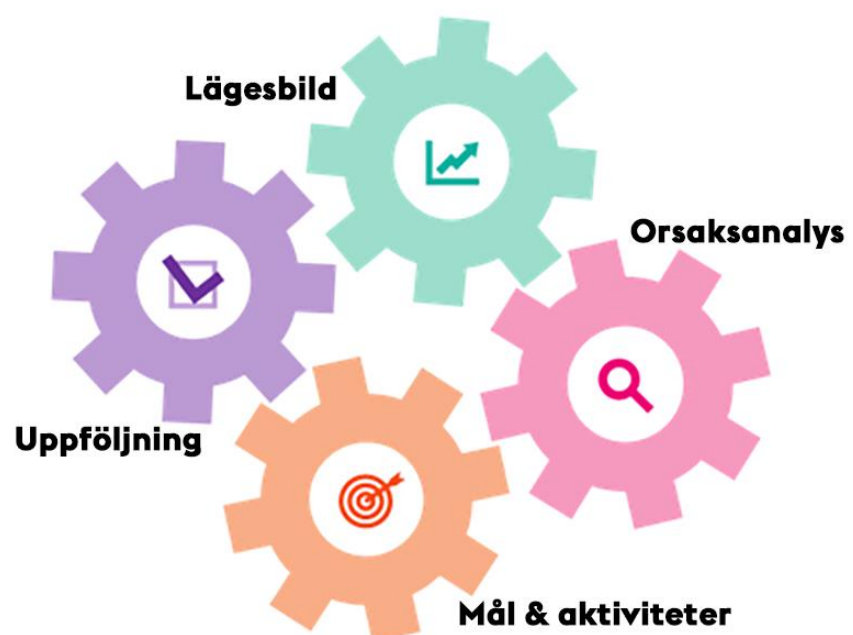 Lägesbild
Orsaksanalys
Uppföljning
Mål & aktiviteter